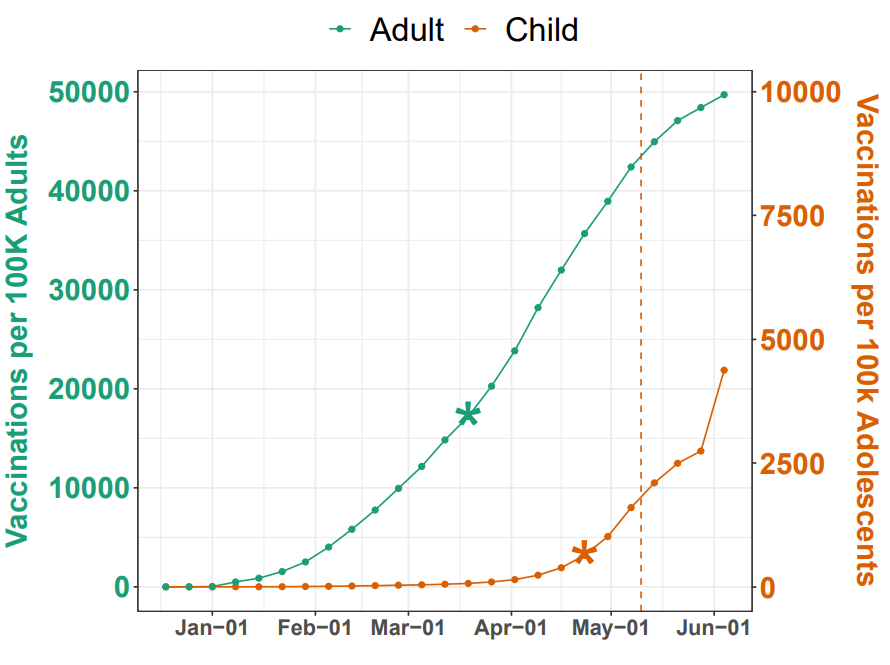 Adult Child
Vaccinations per 100K Adults
50000
40000
30000
20000
10000
0
10000
7500
5000
2500
0
Vaccinations per 100k Adolescents
Jan−01 Feb−01 Mar−01 Apr−01 May−01 Jun−01